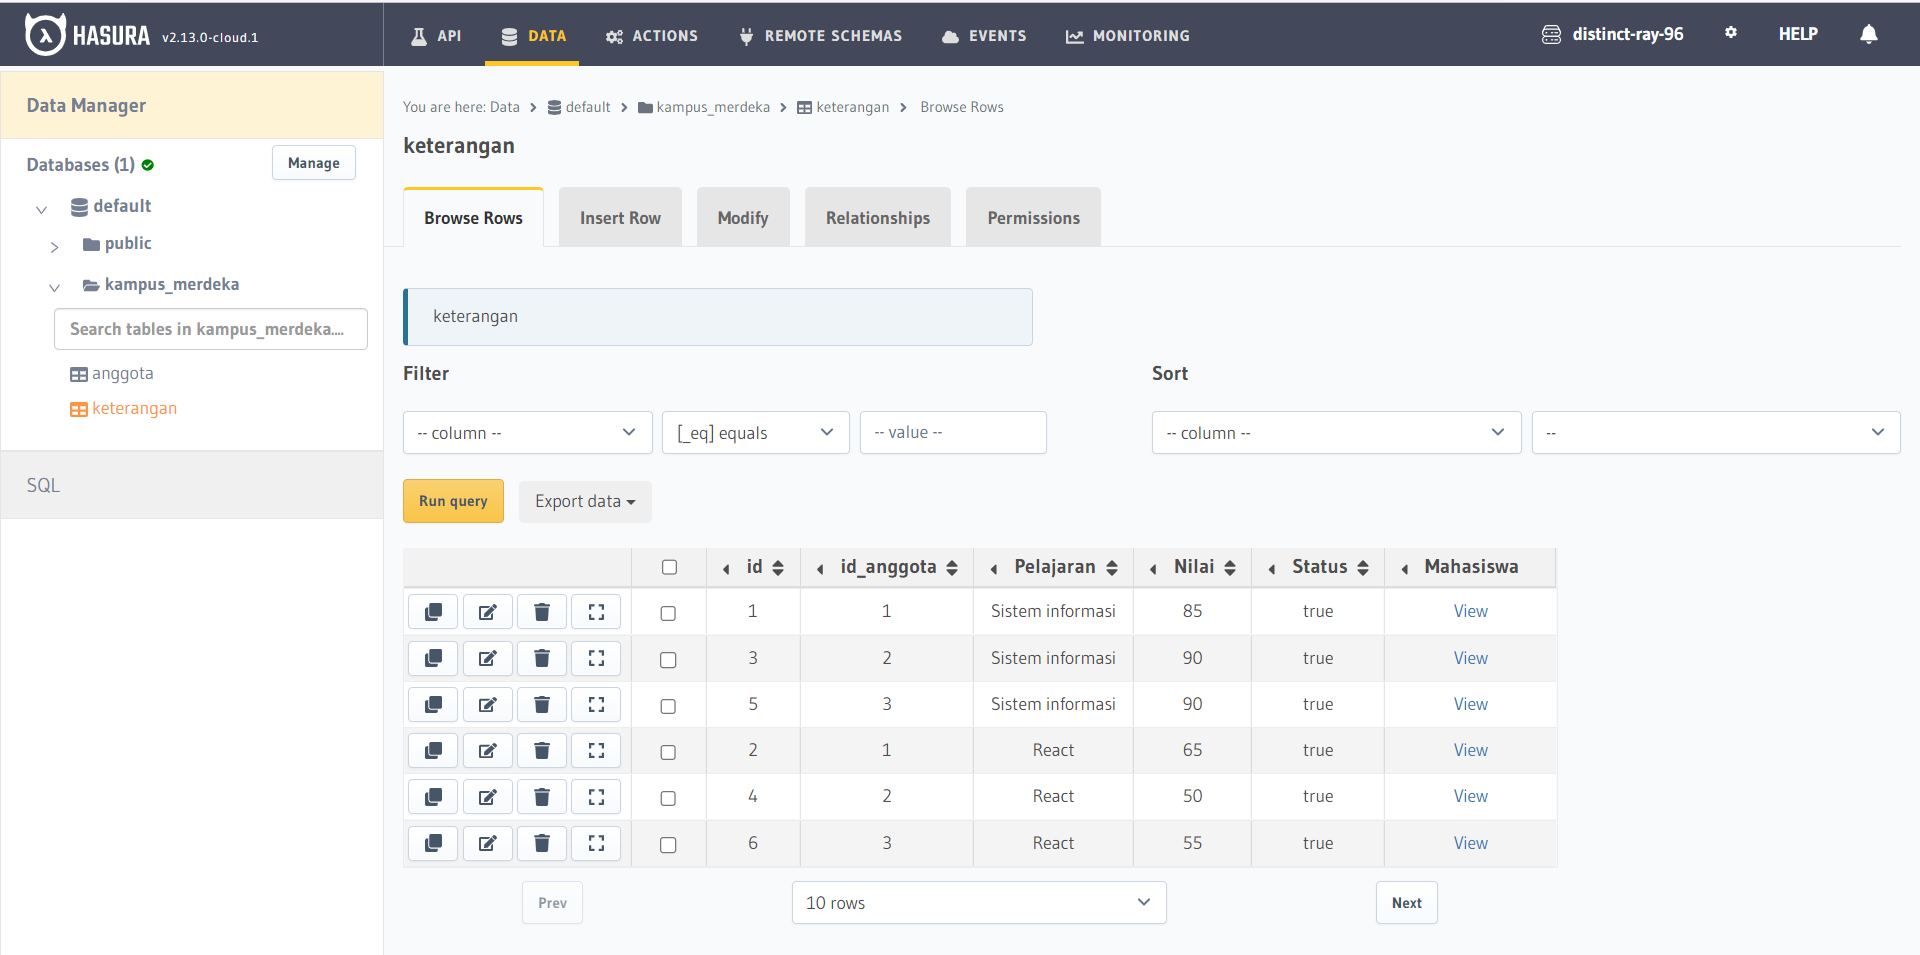 HASURA v2.13.0-cloud.1 API DATA ACTIONS REMOTE SCHEMAS EVENTS MONITORING distinct-ray-96 HELP
Data Manager
Databases (1) Manage
default
public
kampus_merdeka
Search tables in kampus_merdeka....
anggota
keterangan
SQL
You are here: Data > default > kampus_merdeka > keterangan > Browse Rows
keterangan
Browse Rows Insert Row Modify Relationships Permissions
keterangan
Filter Sort
-- column -- [_eq] equals -- value -- -- column -- --
Run query Export data
id id_anggota Pelajaran Nilai Status Mahasiswa
1 1 Sistem informasi 85 true View
3 2 Sistem informasi 90 true View
5 3 Sistem informasi 90 true View
2 1 React 65 true View
4 2 React 50 true View
6 3 React 55 true View
Prev 10 rows Next